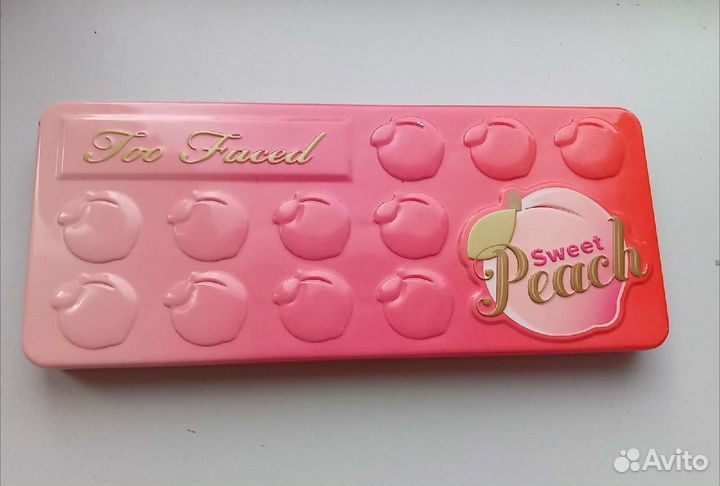 Too Faced
Sweet
Peach
Avito